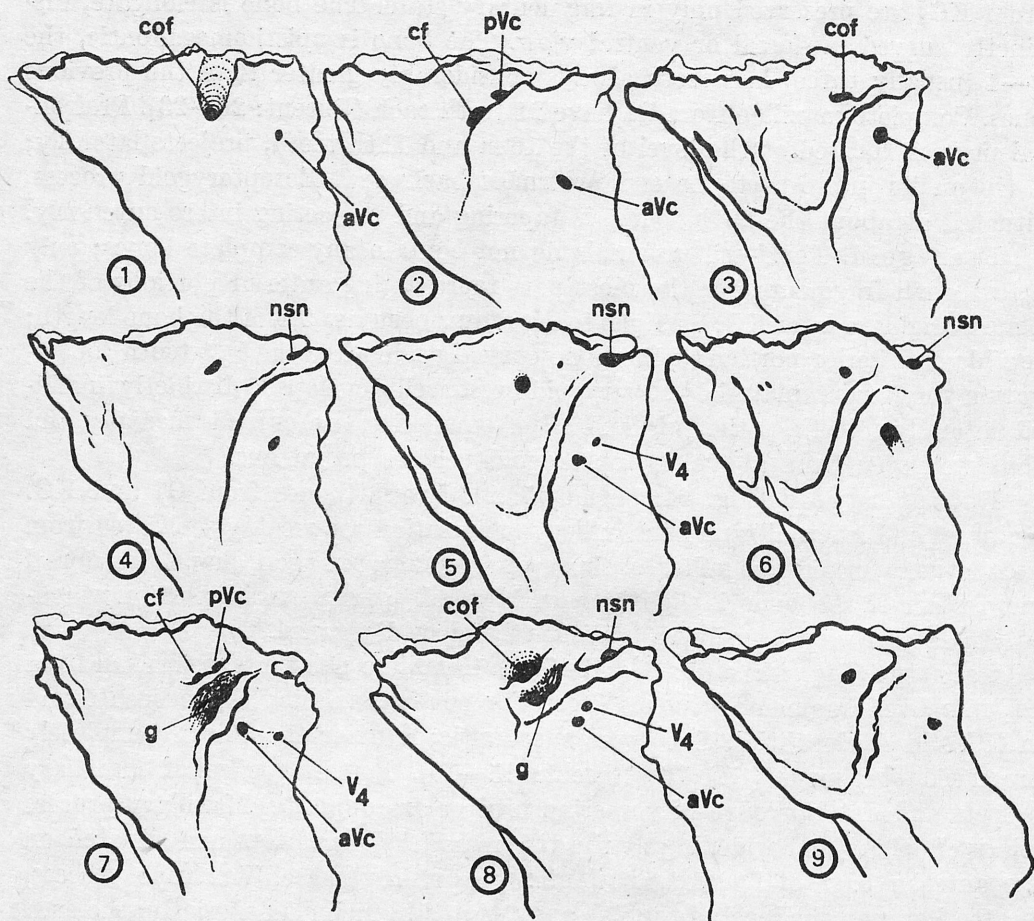 cof
aVc
①
cf
pVc
aVc
②
cof
aVc
③
nsn
④
nsn
V4
aVc
⑤
nsn
⑥
cf
pVc
g
V4
aVc
⑦
cof
nsn
g
V4
aVc
⑧
⑨